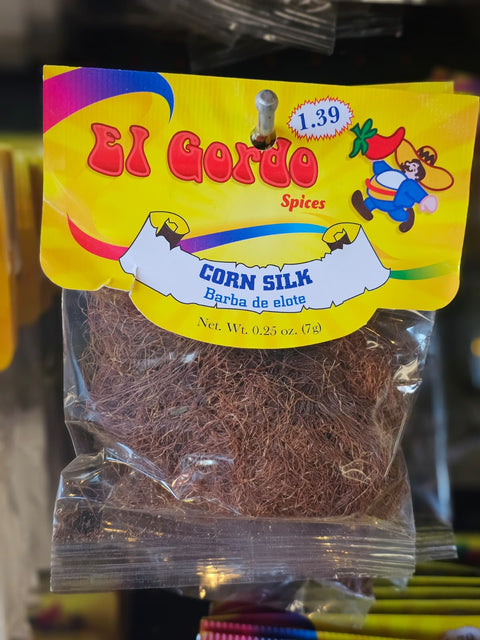 1.39
El Gordo
Spices
CORN SILK
Barba de elote
Net. Wt. 0.25 oz. (7g)